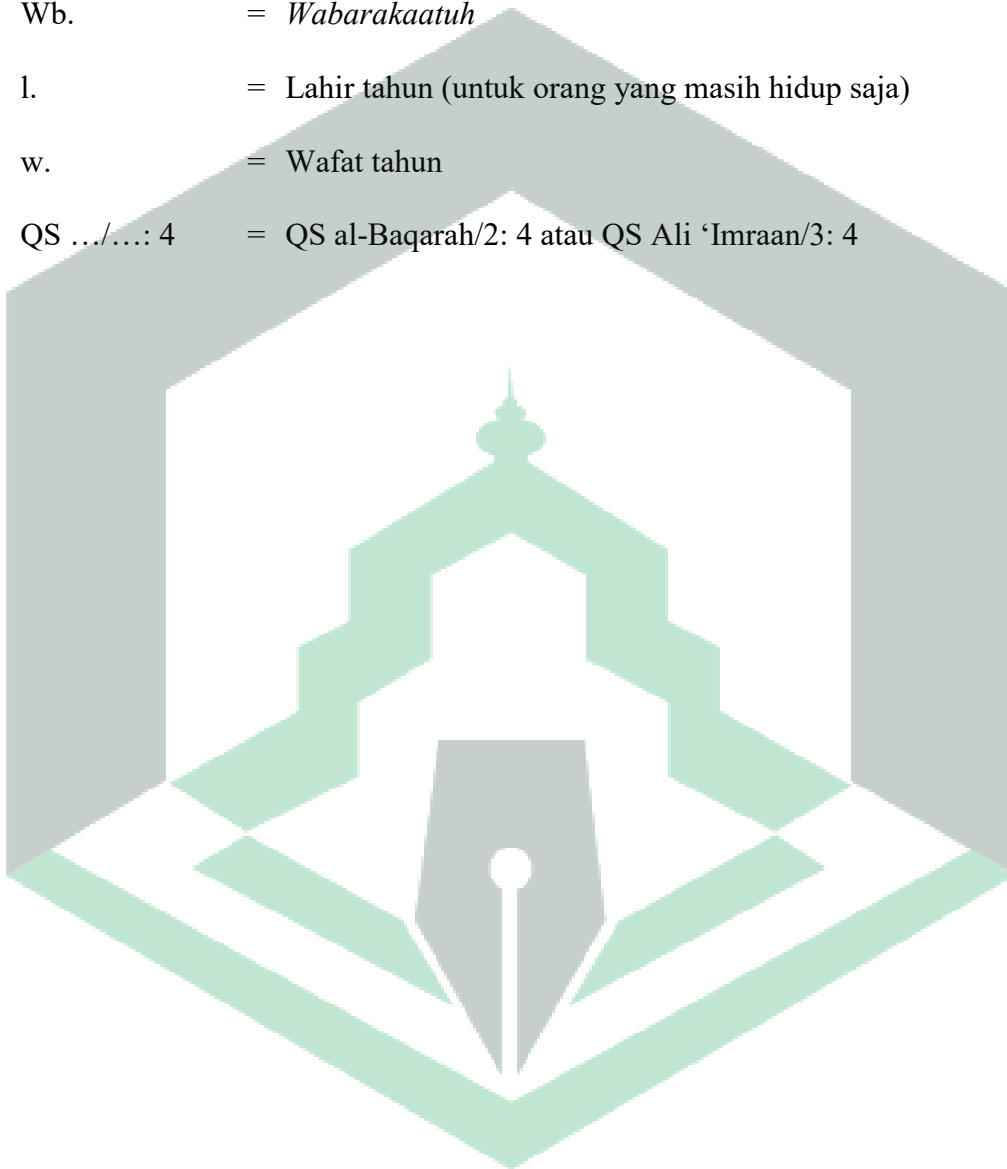 Wb. = Wabarakaatuh
l. = Lahir tahun (untuk orang yang masih hidup saja)
w. = Wafat tahun
QS …/…: 4 = QS al-Baqarah/2: 4 atau QS Ali ‘Imraan/3: 4